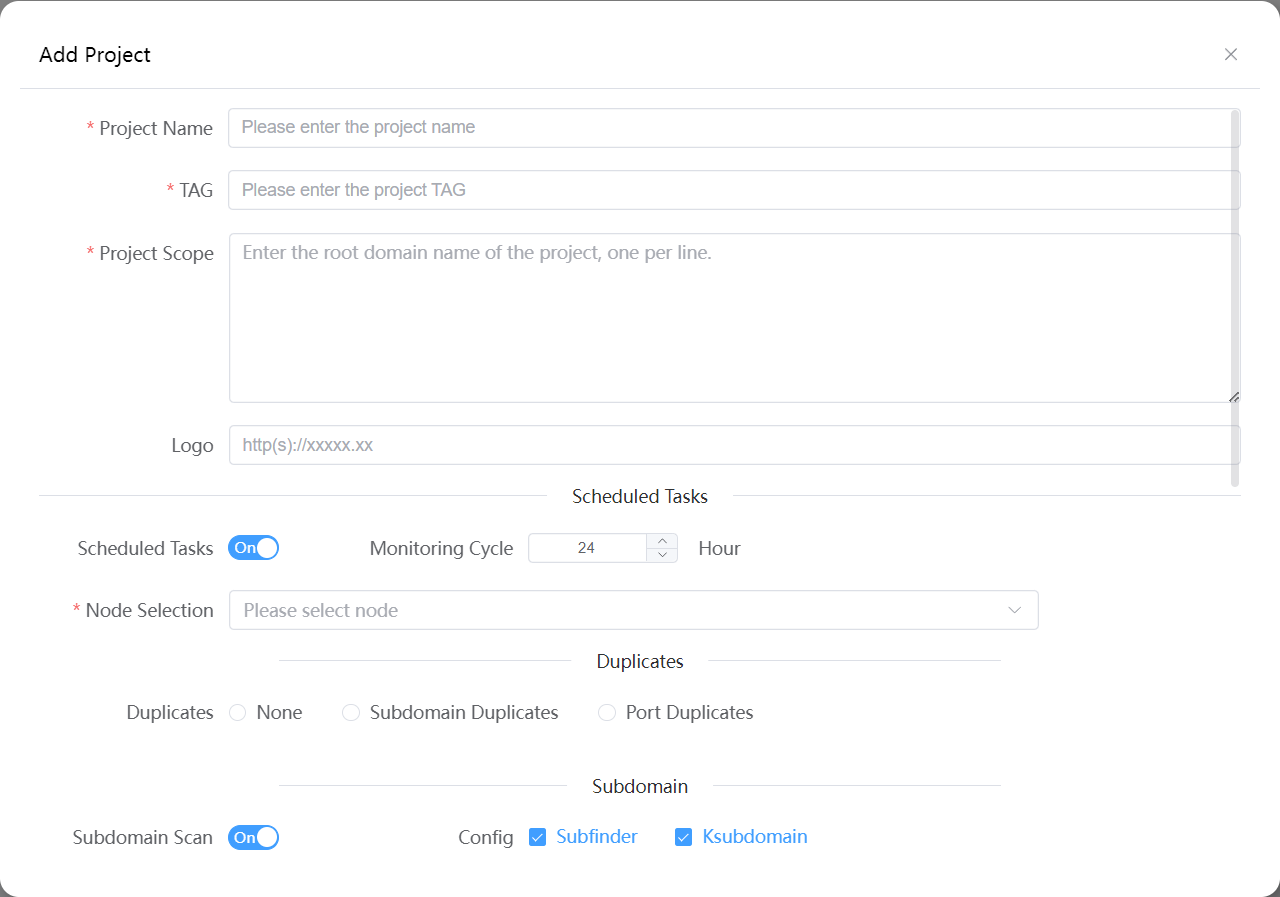 Add Project
* Project Name Please enter the project name
* TAG Please enter the project TAG
* Project Scope Enter the root domain name of the project, one per line.
Logo http(s)://xxxxx.xx
Scheduled Tasks
Scheduled Tasks On Monitoring Cycle 24 Hour
* Node Selection Please select node
Duplicates
Duplicates None Subdomain Duplicates Port Duplicates
Subdomain
Subdomain Scan On Config Subfinder Ksubdomain